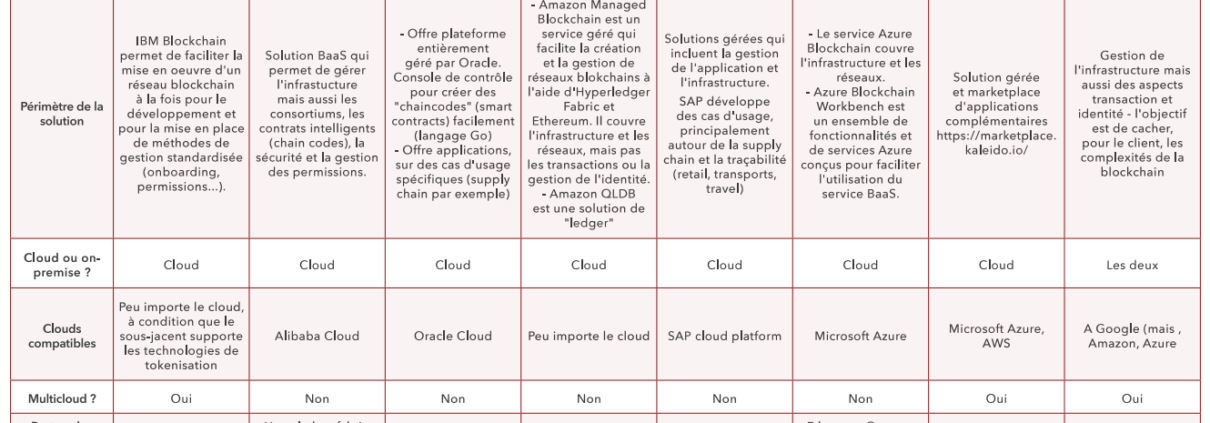 Périmètre de la
solution
IBM Blockchain
permet de faciliter la
mise en oeuvre d'un
réseau blockchain
à la fois pour le
développement et
pour la mise en place
de méthodes de
gestion standardisée
(onboarding,
permissions...).
Solution BaaS qui
permet de gérer
l'infrastucture
mais aussi les
consortiums, les
contrats intelligents
(chain codes), la
sécurité et la gestion
des permissions.
- Offre plateforme
entièrement
géré par Oracle.
Console de contrôle
pour créer des
"chaincodes" (smart
contracts) facilement
(langage Go)
- Offre applications,
sur des cas d'usage
spécifiques (supply
chain par exemple)
- Amazon Managed
Blockchain est un
service géré qui
facilite la création
et la gestion de
réseaux blokchains à
l'aide d'Hyperledger
Fabric et
Ethereum. Il couvre
l'infrastructure et les
réseaux, mais pas
les transactions ou la
gestion de l'identité.
- Amazon QLDB
est une solution de
"ledger"
Solutions gérées qui
incluent la gestion
de l'application et
l'infrastructure.
SAP développe
des cas d'usage,
principalement
autour de la supply
chain et la traçabilité
(retail, transports,
travel)
- Le service Azure
Blockchain couvre
l'infrastructure et les
réseaux.
- Azure Blockchain
Workbench est
un ensemble de
fonctionnalités et
de services Azure
conçus pour faciliter
l'utilisation du
service BaaS.
Solution gérée
et marketplace
d'applications
complémentaires
https://marketplace.
kaleido.io/
Gestion de
l'infrastructure mais
aussi des aspects
transaction et
identité - l'objectif
est de cacher,
pour le client, les
complexités de la
blockchain
Cloud ou on-
premise ?
Cloud
Cloud
Cloud
Cloud
Cloud
Cloud
Cloud
Les deux
Clouds
compatibles
Peu importe le cloud,
à condition que le
sous-jacent supporte
les technologies de
tokenisation
Alibaba Cloud
Oracle Cloud
Peu importe le cloud
SAP cloud platform
Microsoft Azure
Microsoft Azure,
AWS
A Google (mais ,
Amazon, Azure
Multicloud ?
Oui
Non
Non
Non
Non
Non
Oui
Oui